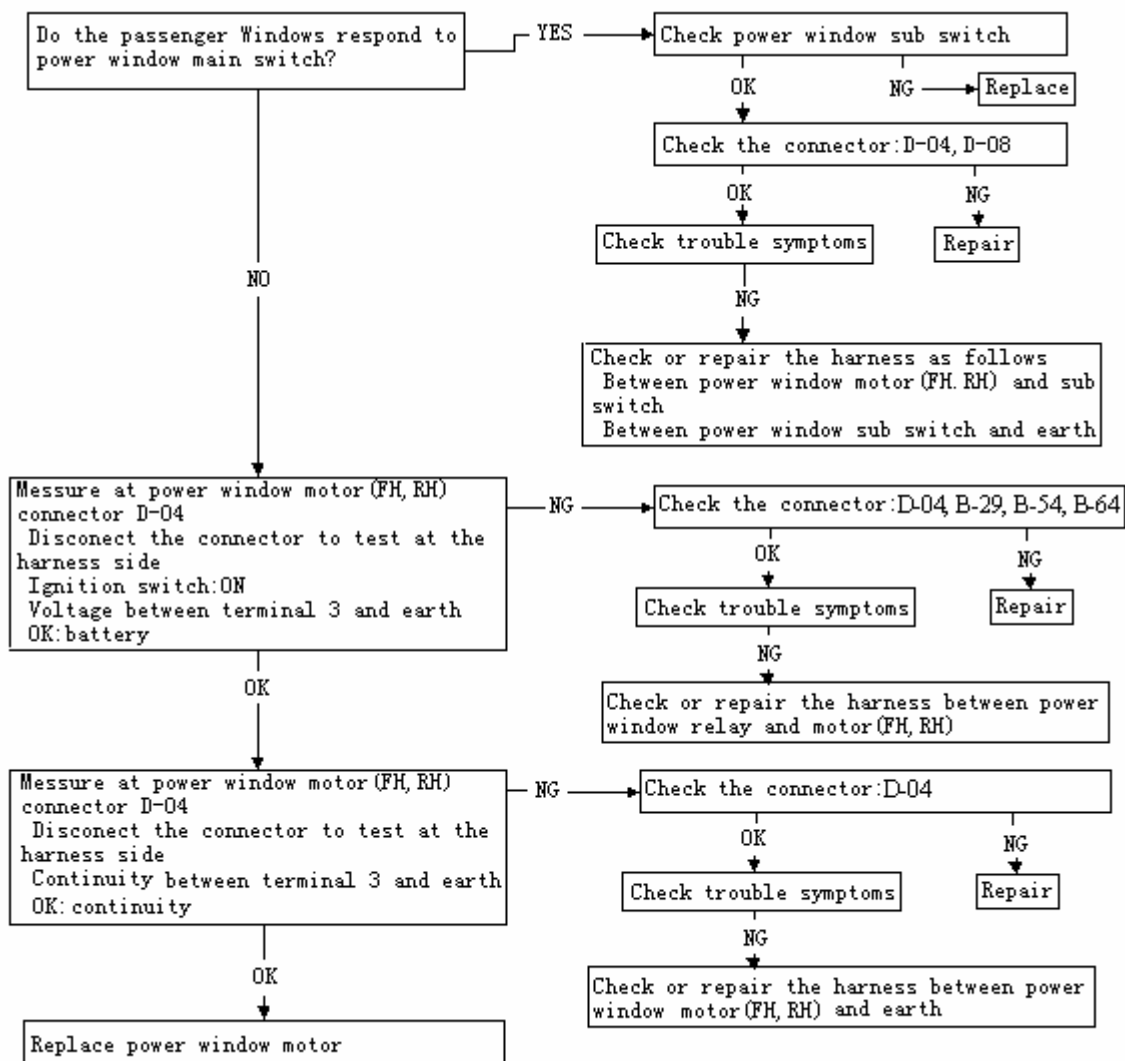 Do the passenger Windows respond to
power window main switch?
YES
Check power window sub switch
OK
NG
Replace
Check the connector:D-04, D-08
OK
NG
Check trouble symptoms
Repair
NO
NG
Check or repair the harness as follows
Between power window motor(FH.RH) and sub
switch
Between power window sub switch and earth
Messure at power window motor(FH,RH)
connector D-04
Disconect the connector to test at the
harness side
Ignition switch:ON
Voltage between terminal 3 and earth
OK:battery
NG
Check the connector:D-04, B-29, B-54, B-64
OK
NG
Check trouble symptoms
Repair
NG
Check or repair the harness between power
window relay and motor(FH,RH)
OK
Messure at power window motor(FH,RH)
connector D-04
Disconect the connector to test at the
harness side
Continuity between terminal 3 and earth
OK:continuity
NG
Check the connector:D-04
OK
NG
Check trouble symptoms
Repair
NG
Check or repair the harness between power
window motor(FH,RH) and earth
OK
Replace power window motor